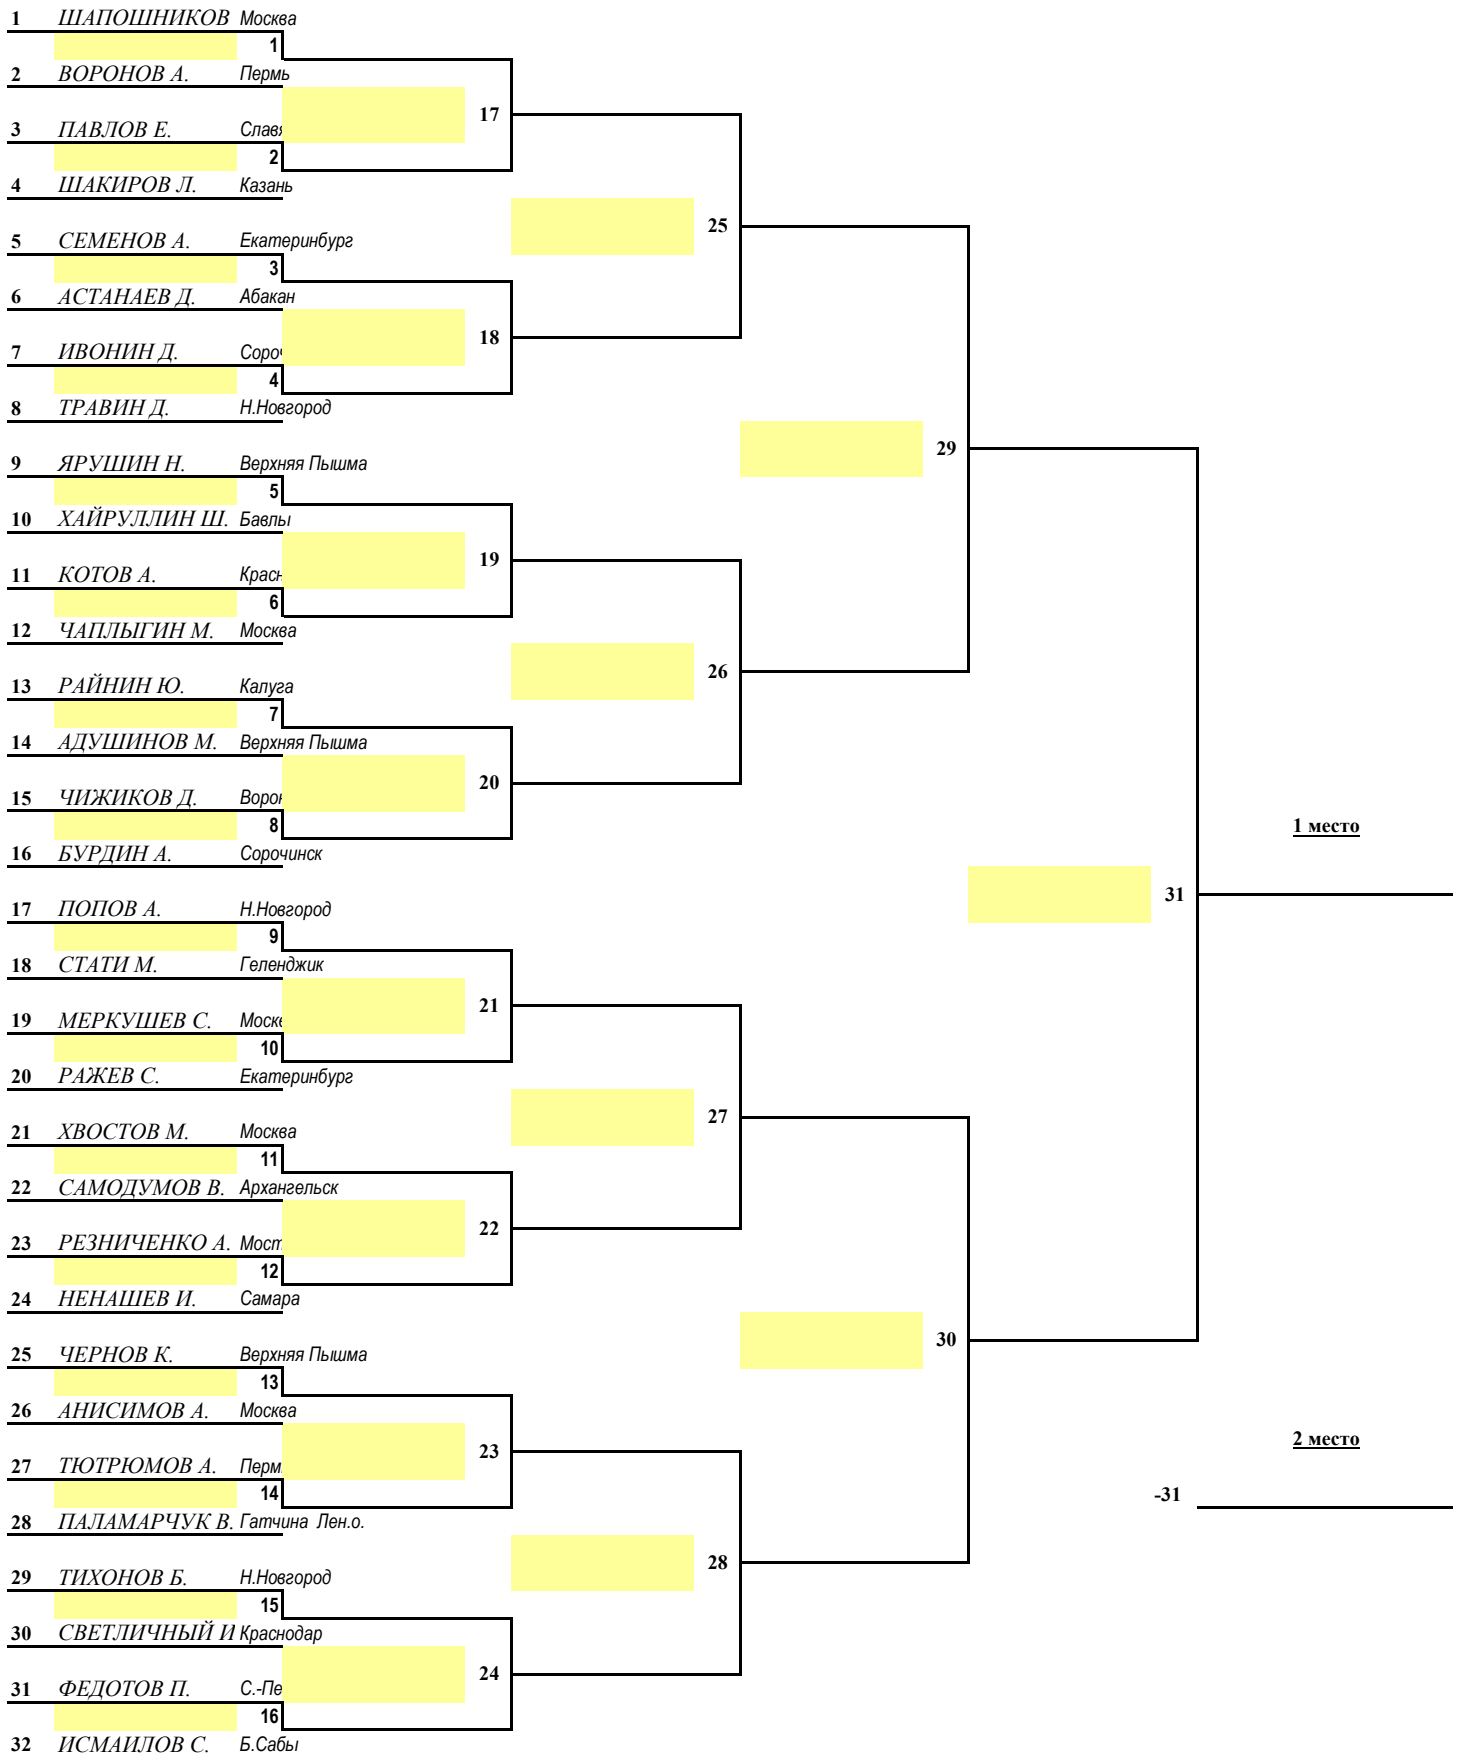 1 ШАПОШНИКОВ Москва
1
2 ВОРОНОВ А. Пермь
17
3 ПАВЛОВ Е.
2
4 ШАКИРОВ Л. Казань
25
5 СЕМЕНОВ А. Екатеринбург
3
6 АСТАНАЕВ Д. Абакан
18
7 ИВОНИН Д.
4
8 ТРАВИН Д. Н.Новгород
29
9 ЯРУШИН Н. Верхняя Пышма
5
10 ХАЙРУЛЛИН Ш. Бавлы
19
11 КОТОВ А. Красн
6
12 ЧАПЛЫГИН М. Москва
26
13 РАЙНИН Ю. Калуга
7
14 АДУШИНОВ М. Верхняя Пышма
20
15 ЧИЖИКОВ Д.
8
1 место
16 БУРДИН А. Сорочинск
31
17 ПОПОВ А. Н.Новгород
9
18 СТАТИ М. Геленджик
21
19 МЕРКУШЕВ С.
10
20 РАЖЕВ С. Екатеринбург
27
21 ХВОСТОВ М. Москва
11
22 САМОДУМОВ В. Архангельск
22
23 РЕЗНИЧЕНКО А. Мост
12
24 НЕНАШЕВ И. Самара
30
25 ЧЕРНОВ К. Верхняя Пышма
13
26 АНИСИМОВ А. Москва
2 место
23
27 ТЮТРЮМОВ А. Перм
14
-31
28 ПАЛАМАРЧУК В. Гатчина Лен.о.
28
29 ТИХОНОВ Б. Н.Новгород
15
30 СВЕТЛИЧНЫЙ И Краснодар
24
31 ФЕДОТОВ П. С.-Пе
16
32 ИСМАИЛОВ С. Б.Сабы